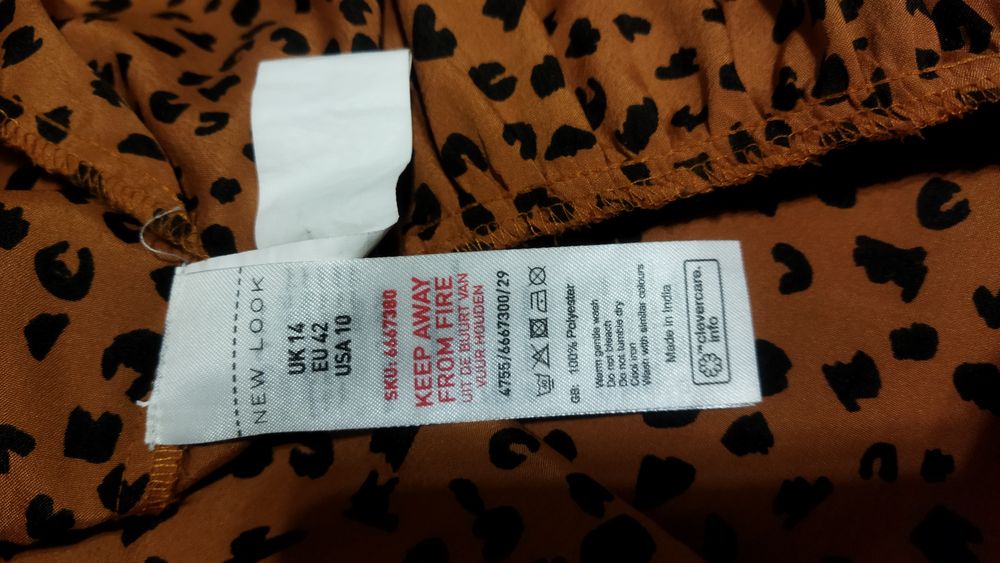 NEW LOOK
UK 14
EU 42
USA 10
SKU: 6667380
KEEP AWAY
FROM FIRE
UIT DE BUURT VAN
VUUR HOUDEN
4755/6667300/29
GB: 100% Polyester
Warm gentle wash
Do not bleach
Do not tumble dry
Cool iron
Wash with similar colours
Made in India
"clevercare.
info